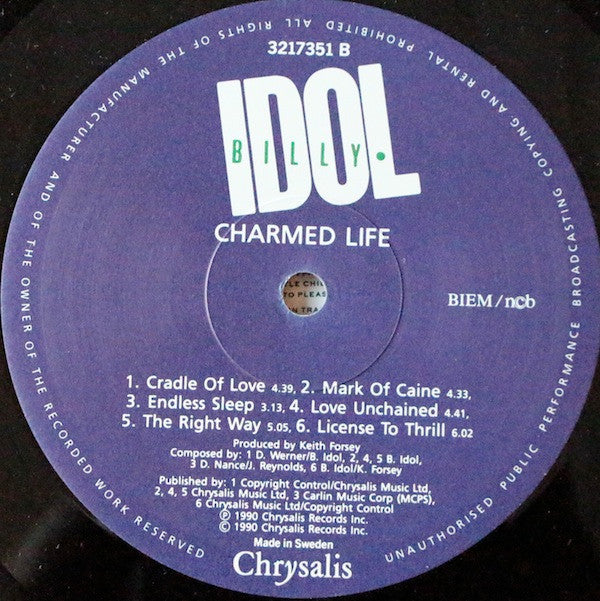 UNAUTHORISED PUBLIC PERFORMANCE BROADCASTING COPYING AND RENTAL PROHIBITED ALL RIGHTS OF THE MANUFACTURER AND OF THE OWNER OF THE RECORDED WORK RESERVED
3217351 B
IDOL
BILLY.
CHARMED LIFE
LE CHIL
TO PLEAS
N TRA
BIEM/ncb
1. Cradle Of Love 4.39, 2. Mark Of Caine 4.33,
3. Endless Sleep 3.13, 4. Love Unchained 4.41,
5. The Right Way 5.05, 6. License To Thrill 6.02
Produced by Keith Forsey
Composed by: 1 D. Werner/B. Idol, 2, 4, 5 B. Idol,
3 D. Nance/J. Reynolds, 6 B. Idol/K. Forsey
Published by: 1 Copyright Control/Chrysalis Music Ltd,
2, 4, 5 Chrysalis Music Ltd, 3 Carlin Music Corp (MCPS),
6 Chrysalis Music Ltd/Copyright Control
℗ 1990 Chrysalis Records Inc.
© 1990 Chrysalis Records Inc.
Made in Sweden
Chrysalis